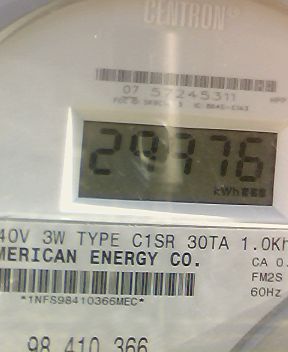 CENTRON®
07 57245311
29976
kWh
40V 3W TYPE C1SR 30TA 1.0Kh
MERICAN ENERGY CO.
CA 0.
FM2S
60Hz
*1NFS98410366MEC*
98 410 366